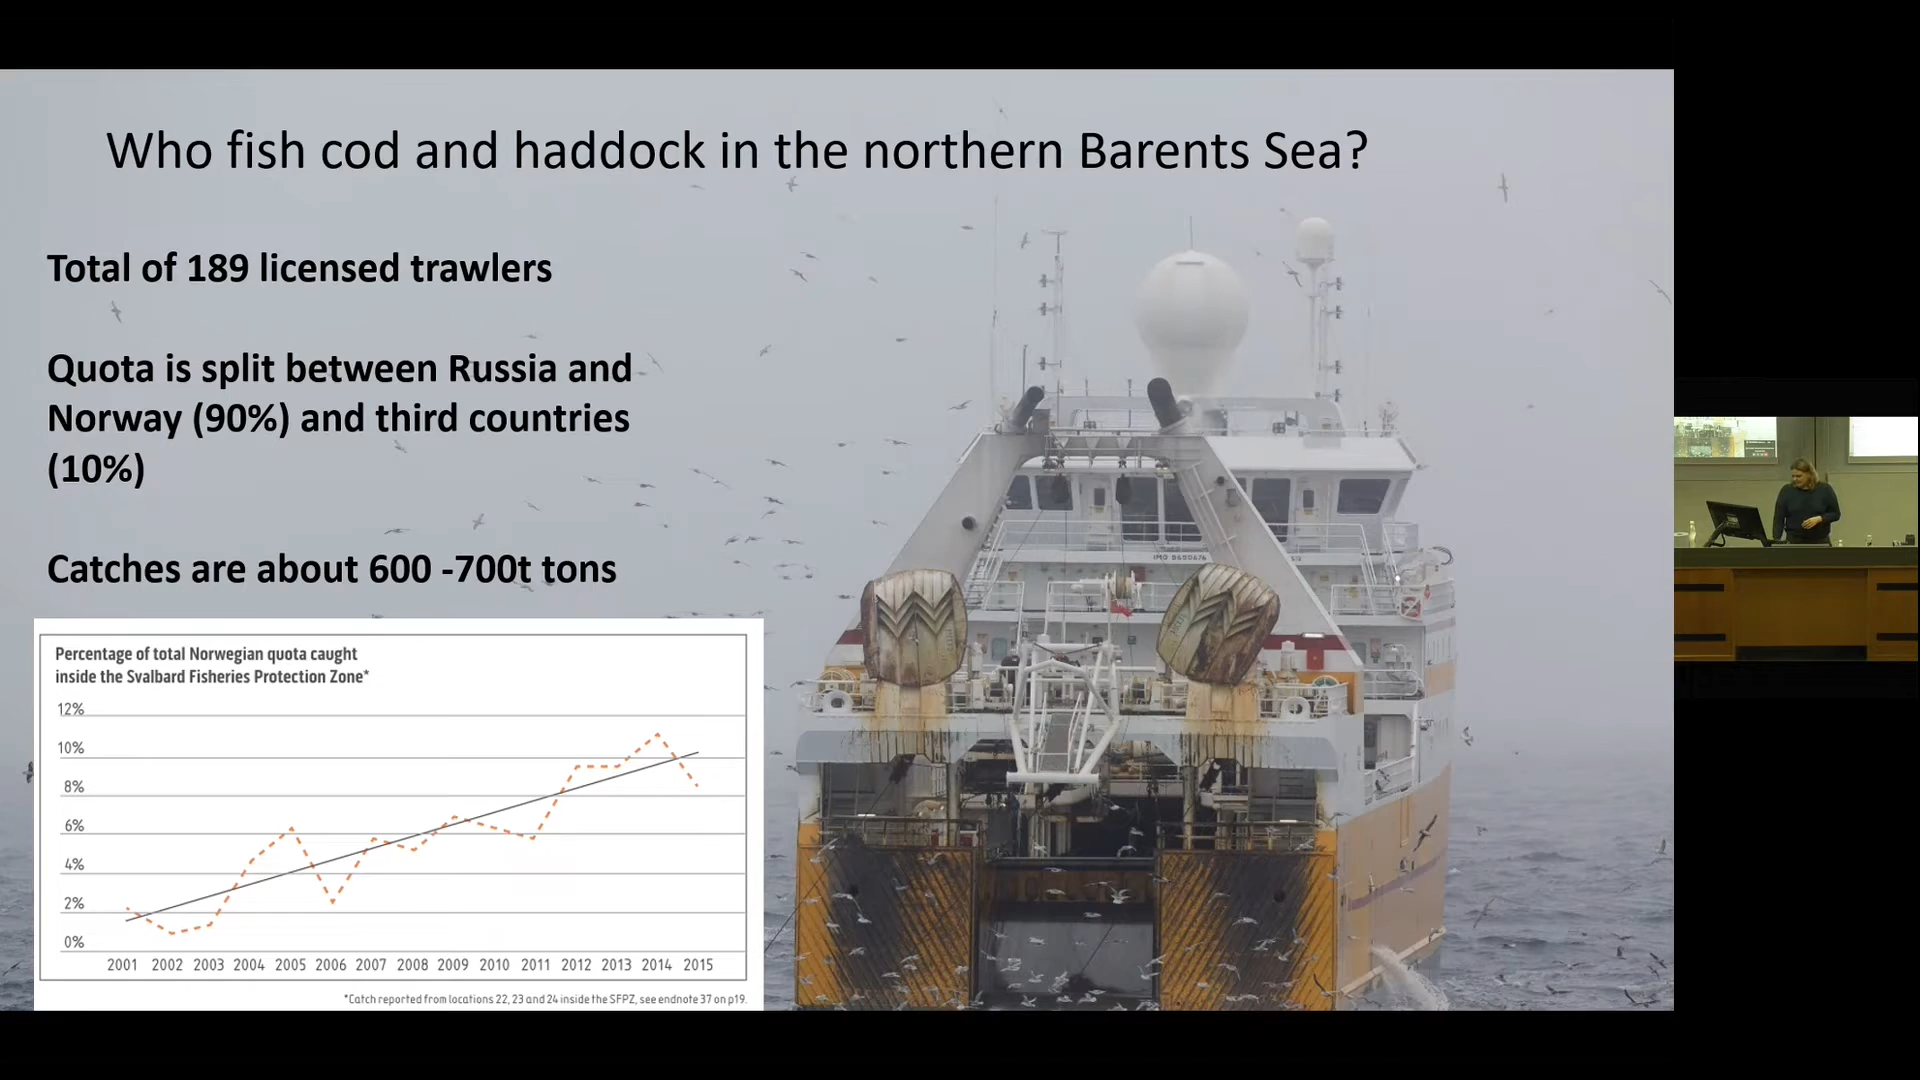 Who fish cod and haddock in the northern Barents Sea?
Total of 189 licensed trawlers
Quota is split between Russia and
Norway (90%) and third countries
(10%)
Catches are about 600 -700t tons
Percentage of total Norwegian quota caught
inside the Svalbard Fisheries Protection Zone*
12%
10%
8%
6%
4%
2%
0%
2001 2002 2003 2004 2005 2006 2007 2008 2009 2010 2011 2012 2013 2014 2015
*Catch reported from locations 22, 23 and 24 inside the SFPZ, see endnote 37 on p19.